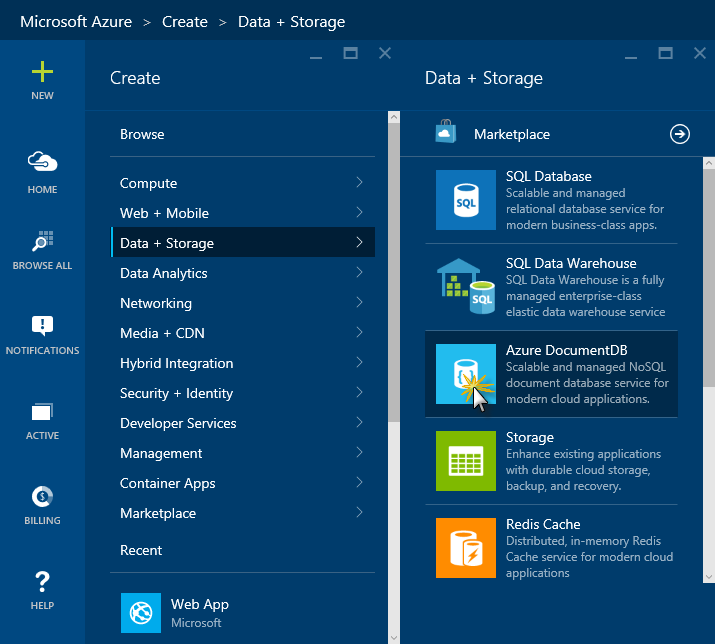 Microsoft Azure > Create > Data + Storage
NEW
HOME
BROWSE ALL
NOTIFICATIONS
ACTIVE
BILLING
HELP
Create
Browse
Compute
Web + Mobile
Data + Storage
Data Analytics
Networking
Media + CDN
Hybrid Integration
Security + Identity
Developer Services
Management
Container Apps
Marketplace
Recent
Web App
Microsoft
Data + Storage
Marketplace
SQL Database
Scalable and managed
relational database service for
modern business-class apps.
SQL
SQL Data Warehouse
SQL Data Warehouse is a fully
managed enterprise-class
elastic data warehouse service
SQL
Azure DocumentDB
Scalable and managed NoSQL
document database service for
modern cloud applications.
Storage
Enhance existing applications
with durable cloud storage,
backup, and recovery.
Redis Cache
Distributed, in-memory Redis
Cache service for modern cloud
applications